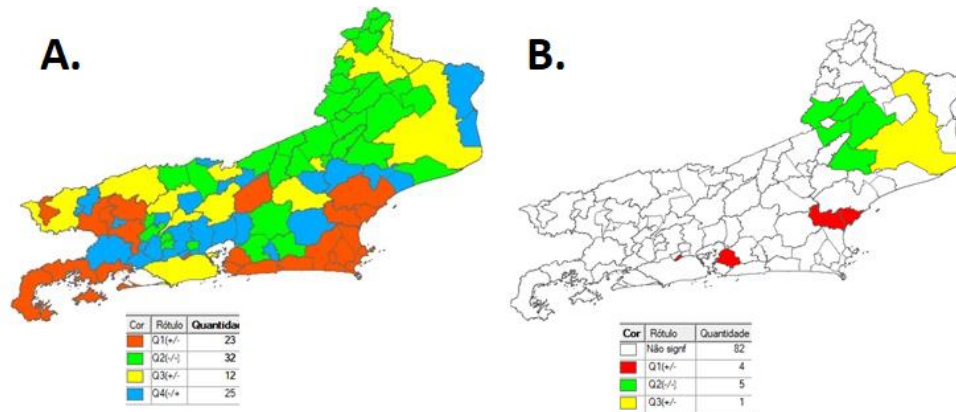 A.
B.
Cor Rótulo Quantidad
Q1(+/- 23
Q2(-/-) 32
Q3(+/- 12
Q4(-/+ 25
Cor Rótulo Quantidade
Não signf 82
Q1(+/- 4
Q2(-/-) 5
Q3(+/- 1